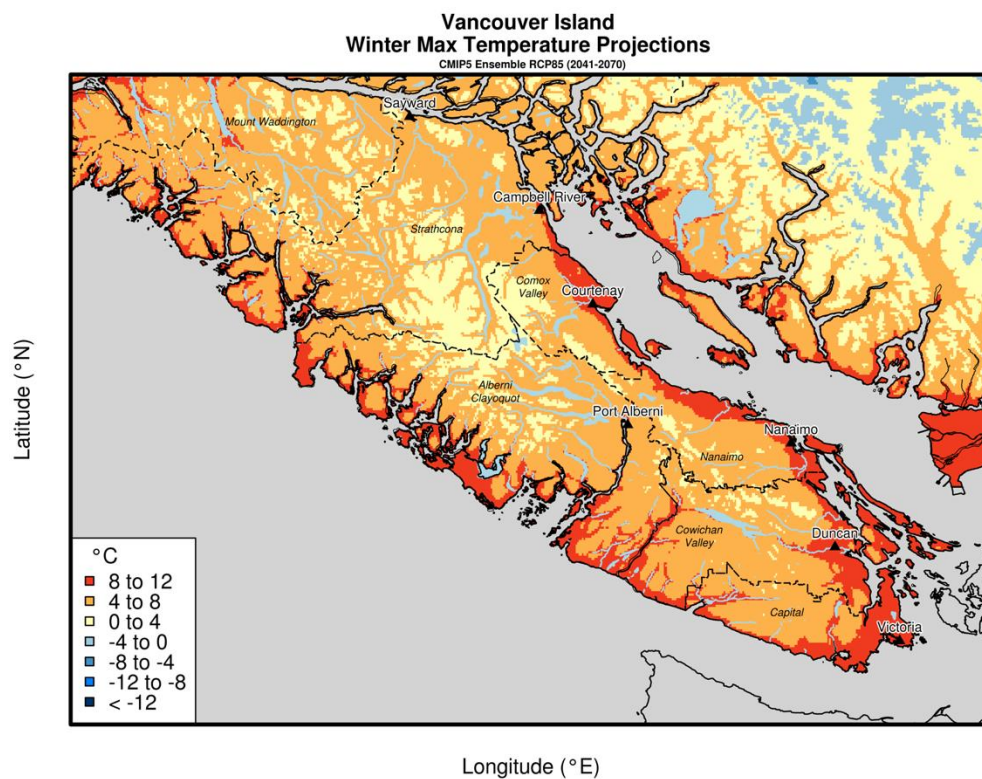 Vancouver Island
Winter Max Temperature Projections
CMIP5 Ensemble RCP85 (2041-2070)
Sayward
Mount Waddington
Campbell River
Strathcona
Comox
Valley
Courtenay
Alberni
Clayoquot
Port Alberni
Nanaimo
Nanaimo
Cowichan
Valley
Duncan
Capital
Victoria
°C
8 to 12
4 to 8
0 to 4
-4 to 0
-8 to -4
-12 to -8
< -12
Latitude (°N)
Longitude (°E)